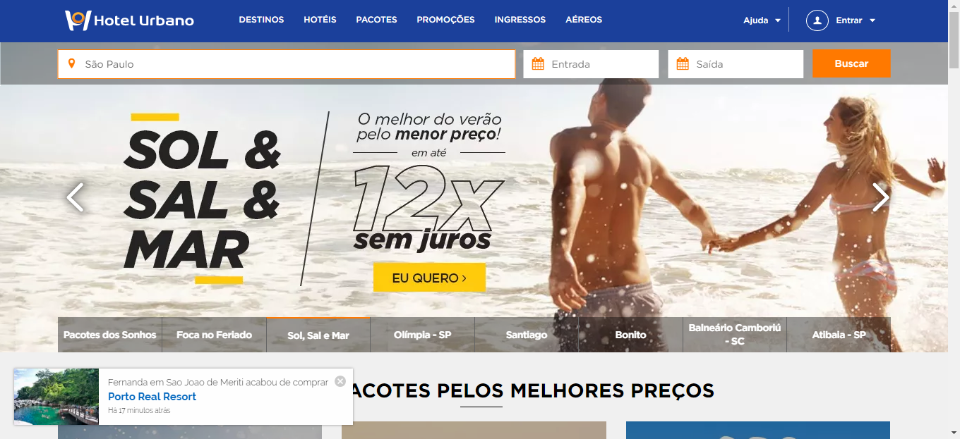 Hotel Urbano
DESTINOS HOTÉIS PACOTES PROMOÇÕES INGRESSOS AÉREOS
Ajuda
Entrar
São Paulo
Entrada
Saída
Buscar
SOL &
SAL &
MAR
O melhor do verão
pelo menor preço!
em até
12x
sem juros
EU QUERO >
Pacotes dos Sonhos
Foca no Feriado
Sol, Sal e Mar
Olímpia - SP
Santiago
Bonito
Balneário Camboriú
- SC
Atibaia - SP
Fernanda em Sao Joao de Meriti acabou de comprar
Porto Real Resort
Há 17 minutos atrás
ACOTES PELOS MELHORES PREÇOS